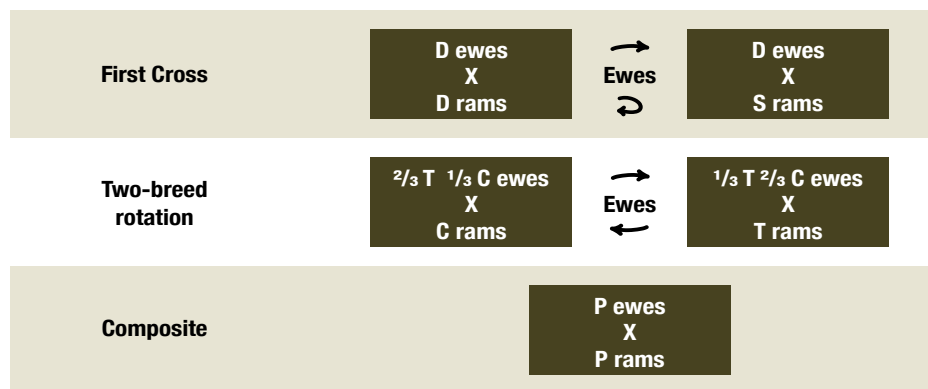 First Cross
D ewes
X
D rams
Ewes
D ewes
X
S rams
Two-breed
rotation
²/₃ T ¹/₃ C ewes
X
C rams
Ewes
¹/₃ T ²/₃ C ewes
X
T rams
Composite
P ewes
X
P rams